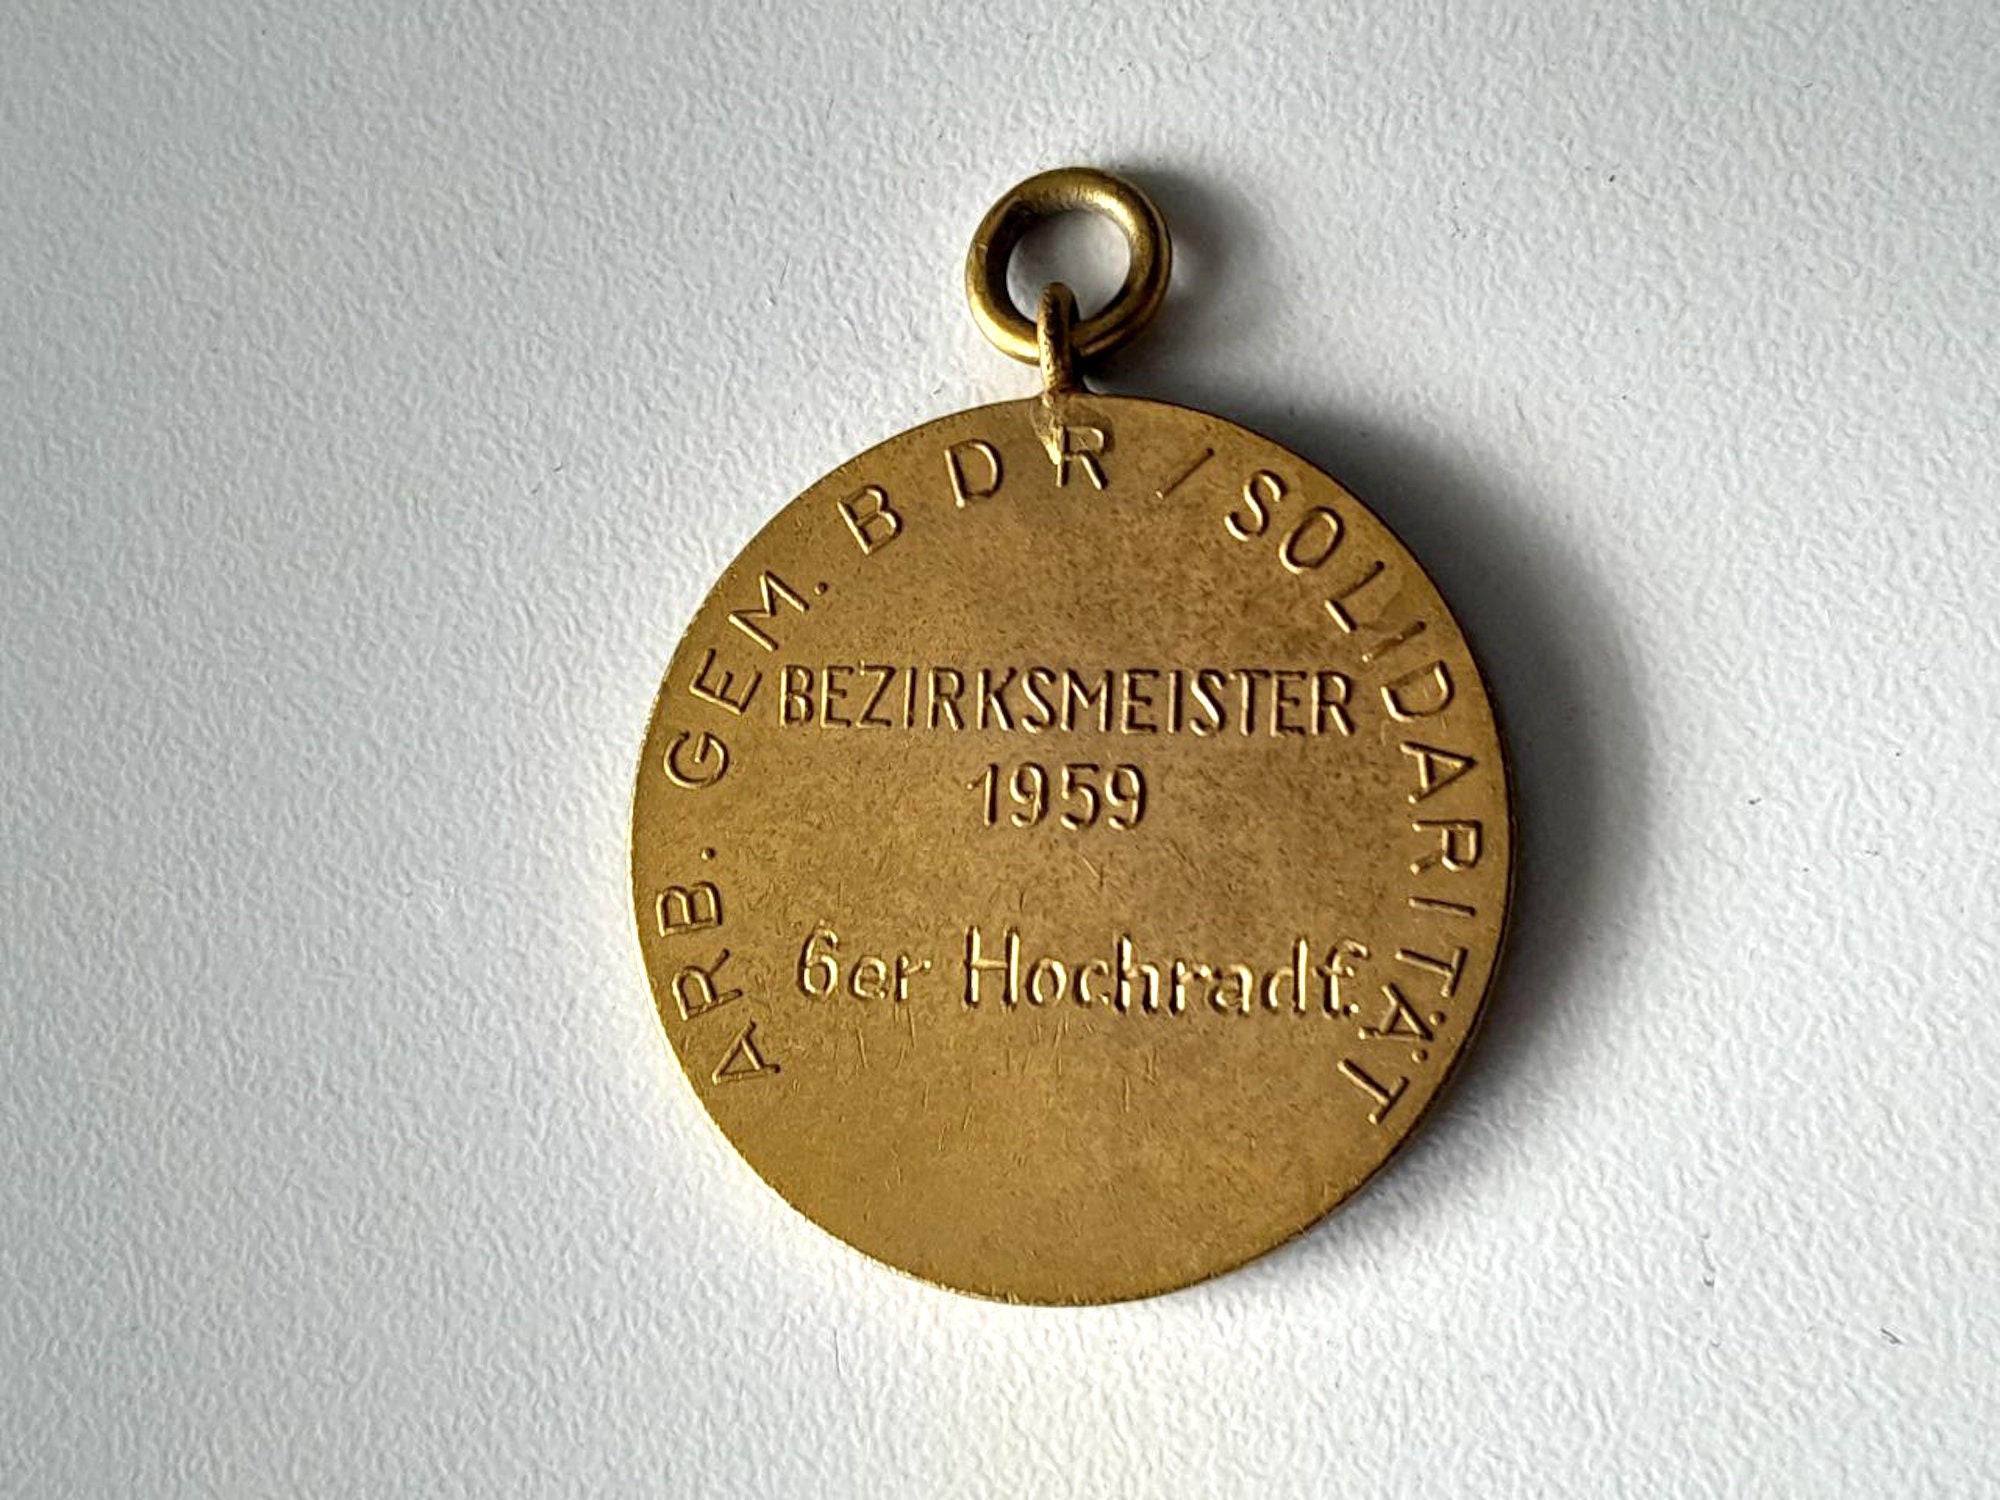 ARB. GEM. BDR / SOLIDARITÄT
BEZIRKSMEISTER
1959
6er Hochradf.